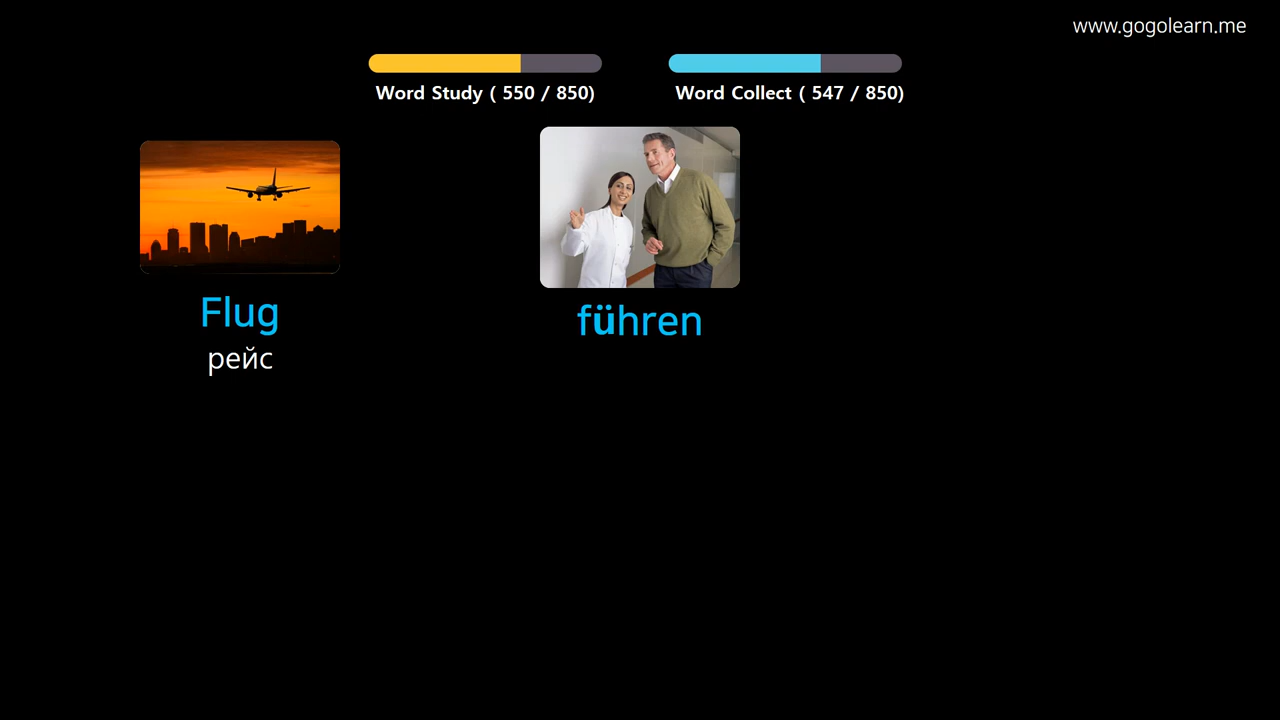 www.gogolearn.me
Word Study ( 550 / 850)
Word Collect ( 547 / 850)
Flug
рейс
führen